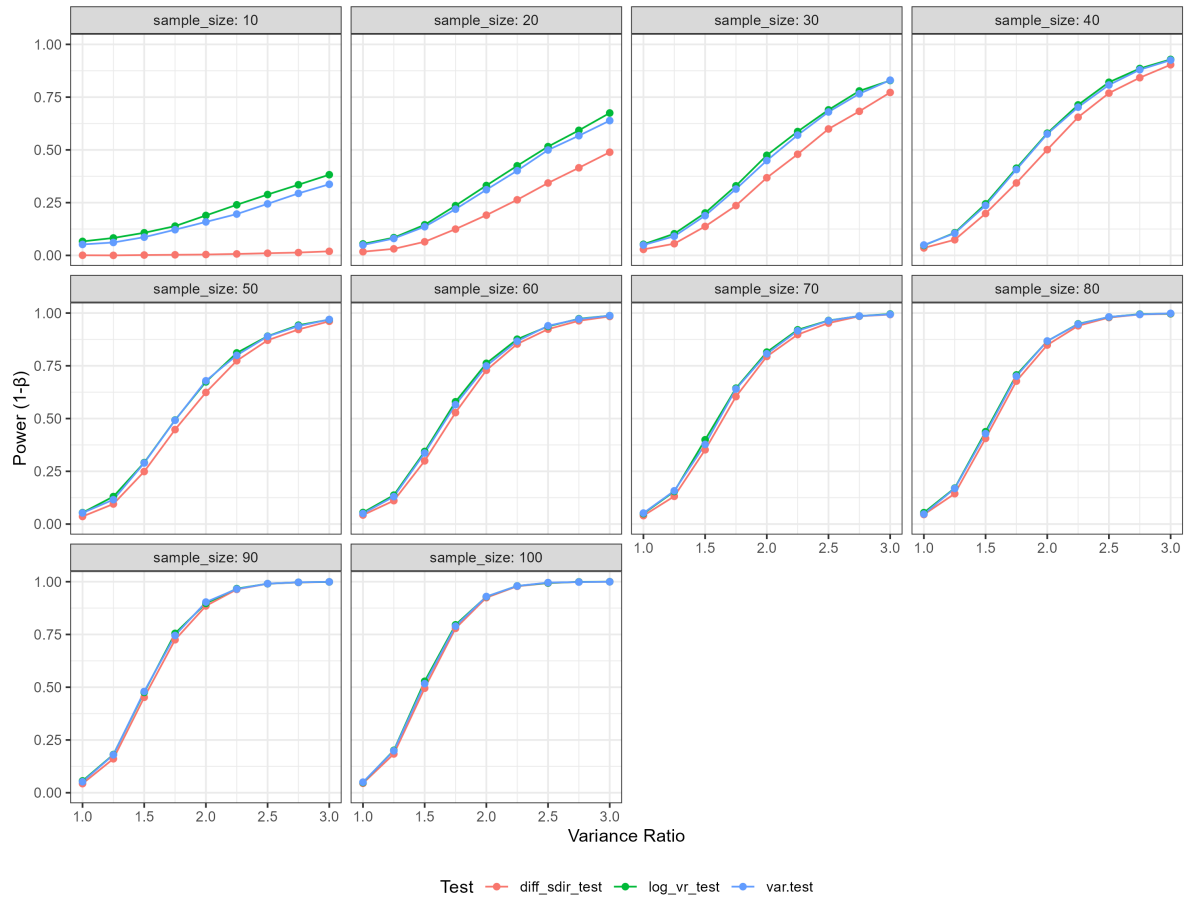 sample_size: 10
sample_size: 20
sample_size: 30
sample_size: 40
1.00
0.75
0.50
0.25
0.00
sample_size: 50
sample_size: 60
sample_size: 70
sample_size: 80
1.00
0.75
0.50
0.25
0.00
1.0 1.5 2.0 2.5 3.0
1.0 1.5 2.0 2.5 3.0
sample_size: 90
sample_size: 100
1.00
0.75
0.50
0.25
0.00
1.0 1.5 2.0 2.5 3.0
1.0 1.5 2.0 2.5 3.0
Power (1-β)
Variance Ratio
Test diff_sdir_test log_vr_test var.test